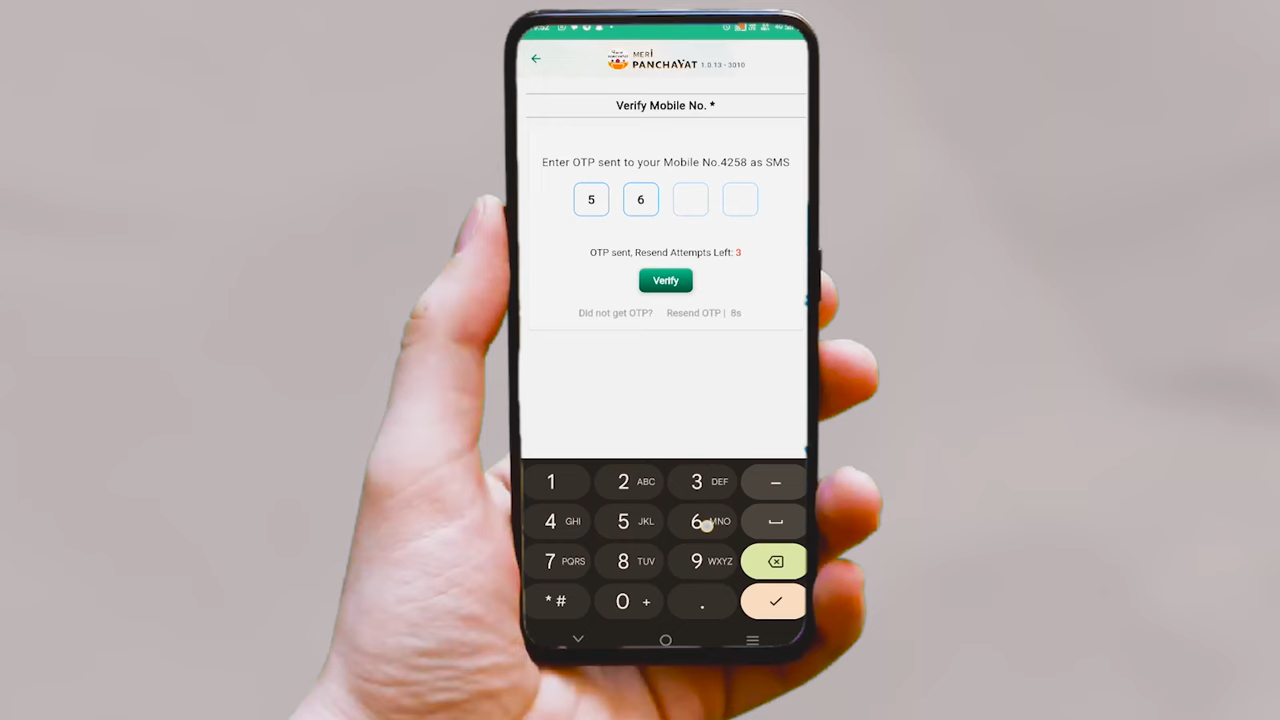 MERI
PANCHAYAT 1.0.13 - 3010
Verify Mobile No. *
Enter OTP sent to your Mobile No.4258 as SMS
5 6
OTP sent, Resend Attempts Left: 3
Verify
Did not get OTP? Resend OTP | 8s
1 2 ABC 3 DEF –
4 GHI 5 JKL 6 MNO
7 PQRS 8 TUV 9 WXYZ
* # 0 + .